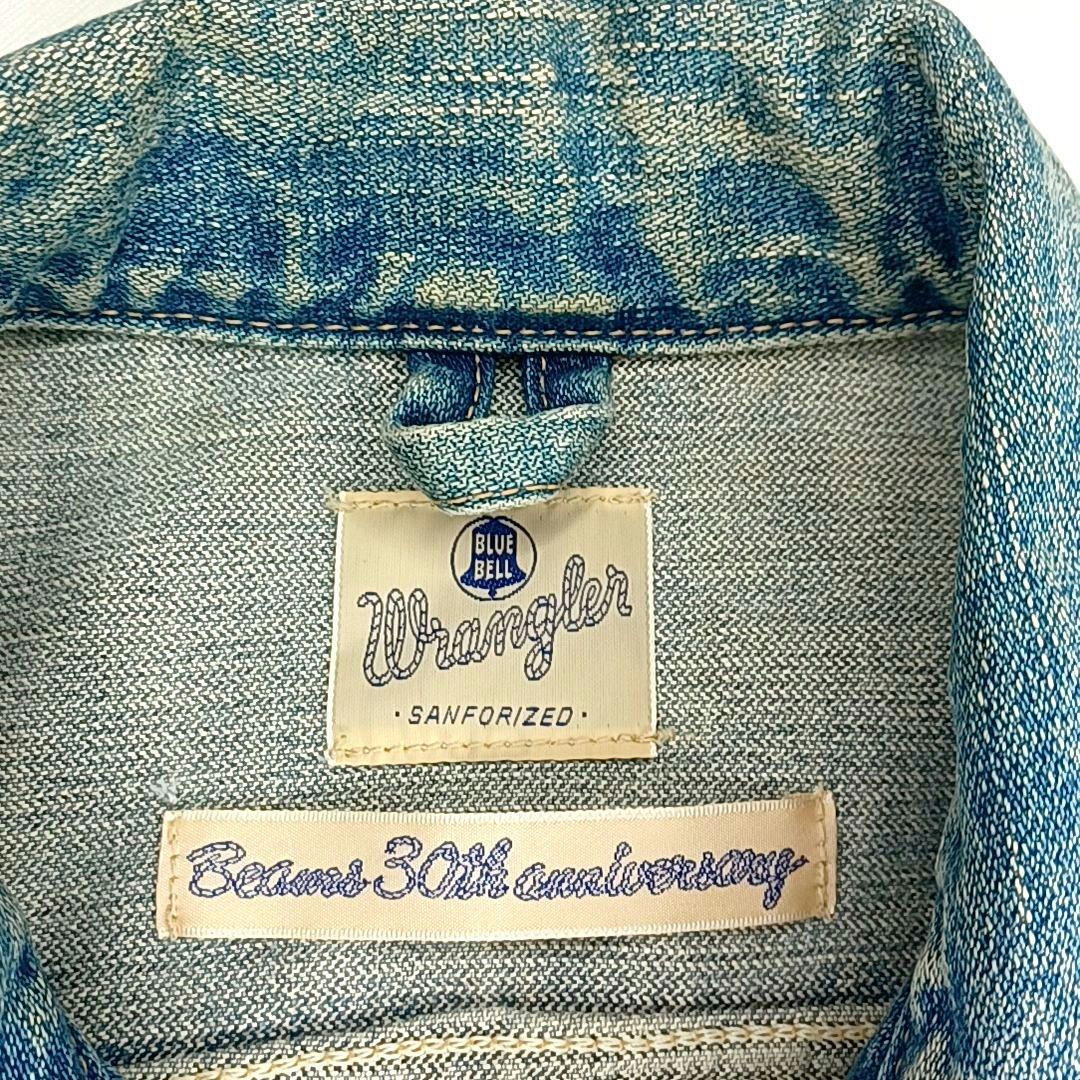 BLUE
BELL
Wrangler
· SANFORIZED ·
Beams 30th anniversary